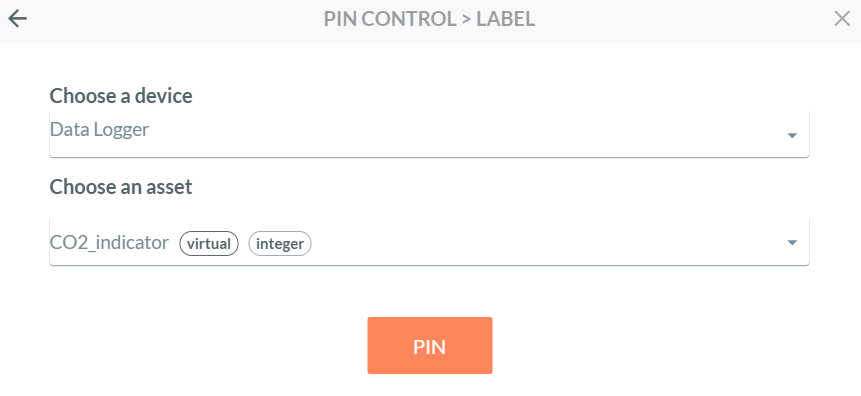 PIN CONTROL > LABEL
Choose a device
Data Logger
Choose an asset
CO2_indicator virtual integer
PIN